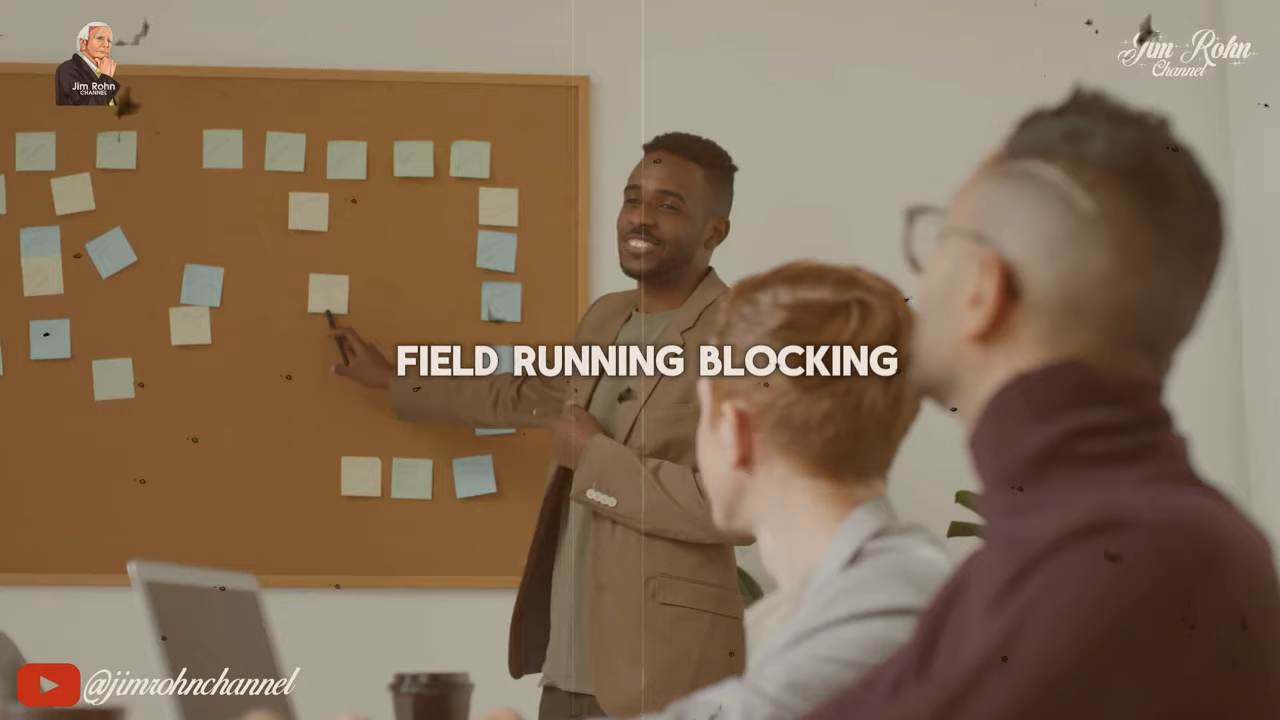 Jim Rohn
CHANNEL
Jim Rohn
Channel
FIELD RUNNING BLOCKING
@jimrohnchannel